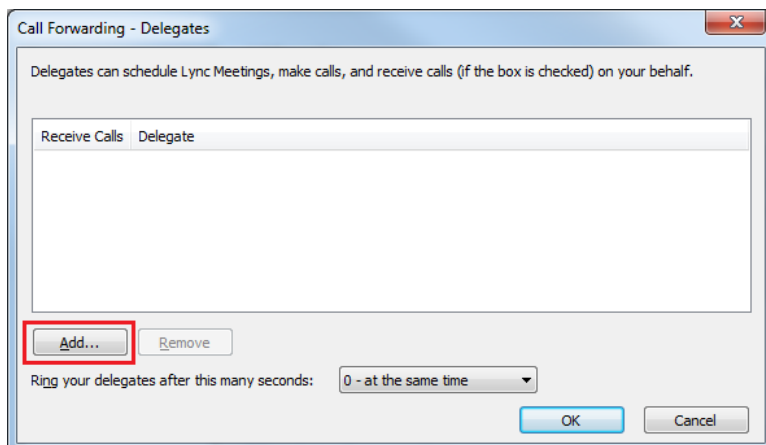 Call Forwarding - Delegates
Delegates can schedule Lync Meetings, make calls, and receive calls (if the box is checked) on your behalf.
Receive Calls Delegate
Add... Remove
Ring your delegates after this many seconds: 0 - at the same time
OK Cancel